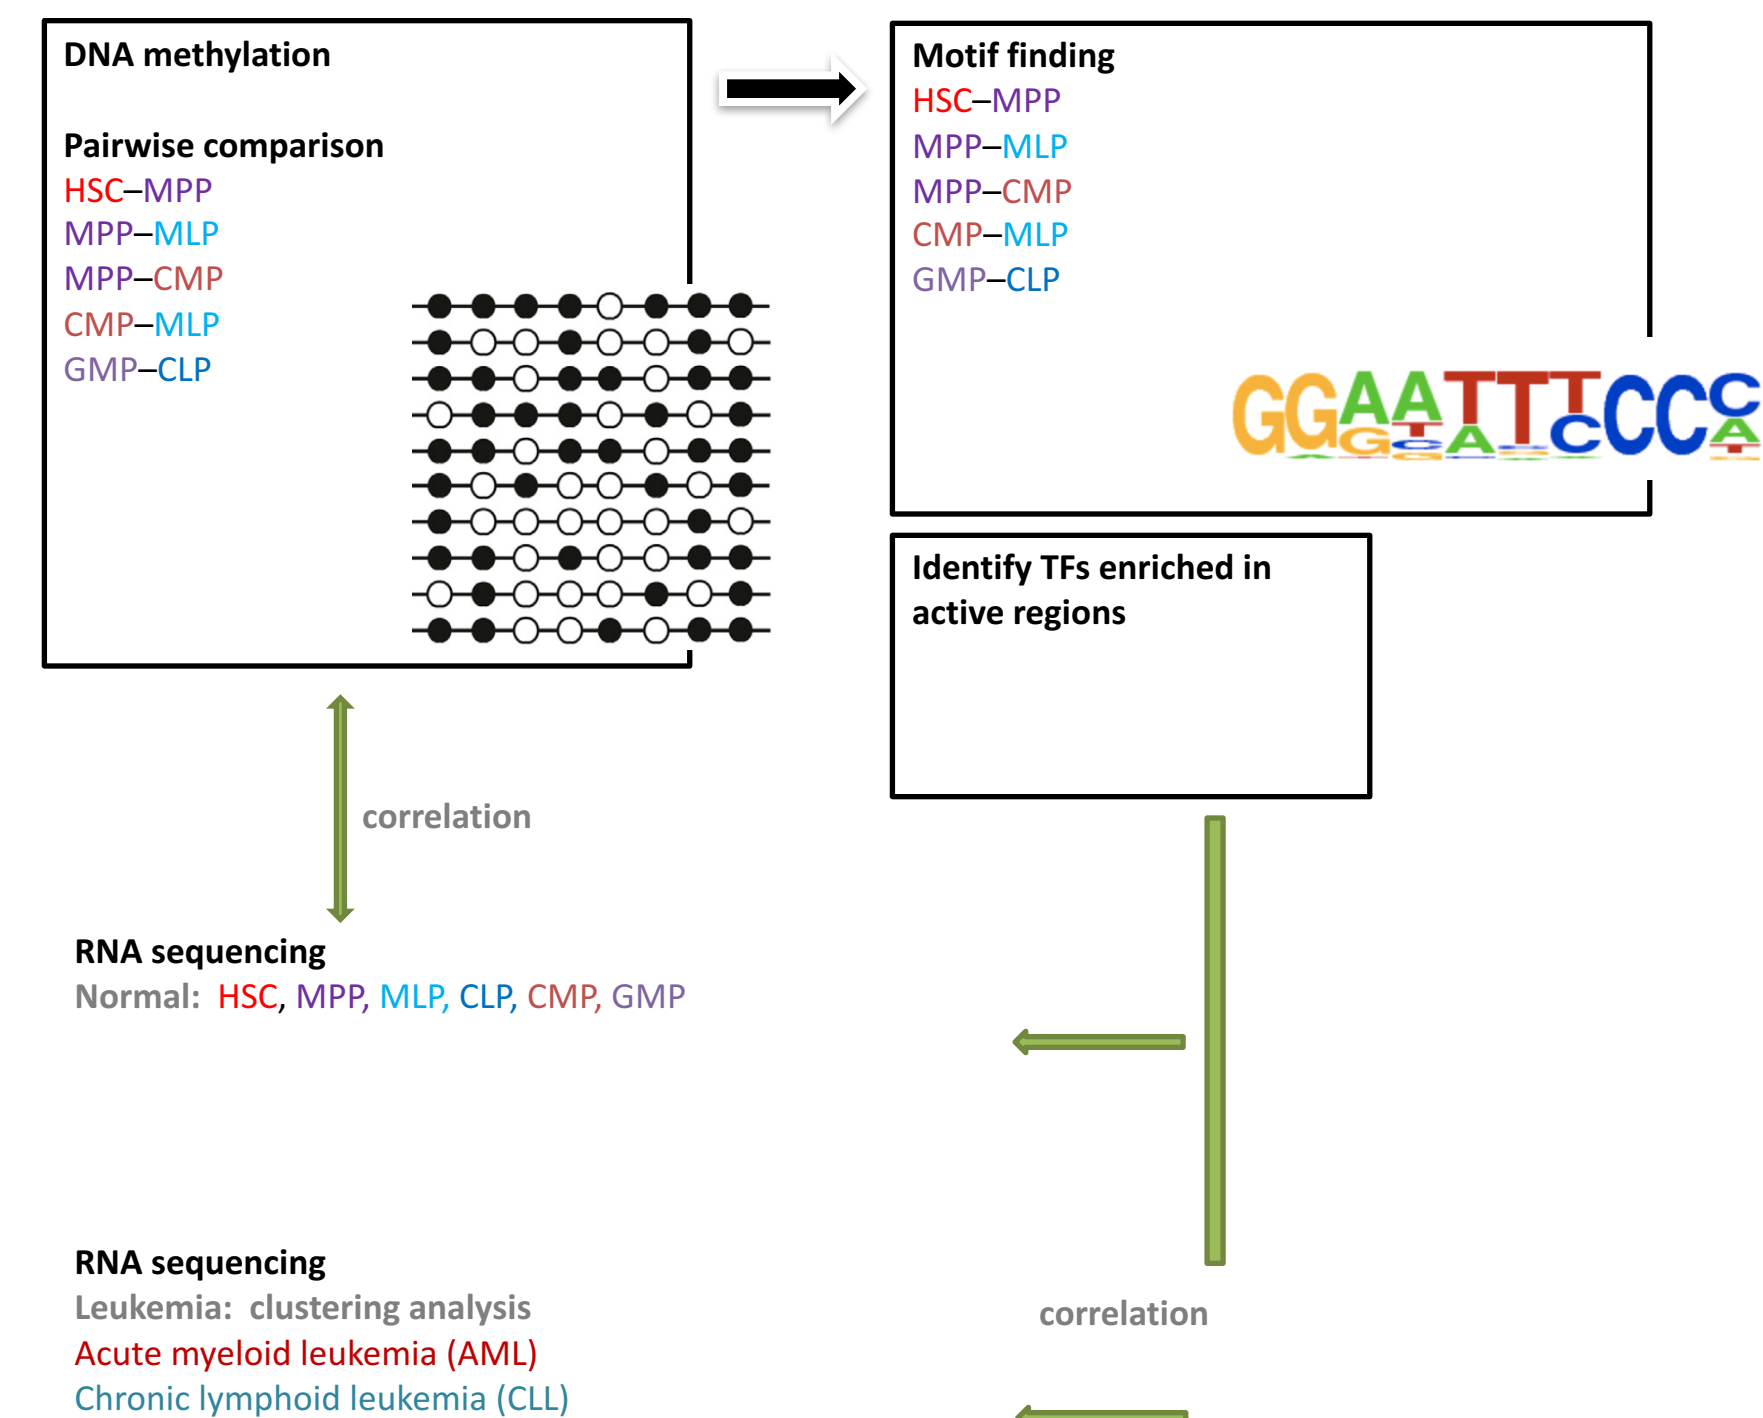 DNA methylation
Pairwise comparison
HSC–MPP
MPP–MLP
MPP–CMP
CMP–MLP
GMP–CLP
Motif finding
HSC–MPP
MPP–MLP
MPP–CMP
CMP–MLP
GMP–CLP
GGAATTTCCCC
Identify TFs enriched in
active regions
correlation
RNA sequencing
Normal: HSC, MPP, MLP, CLP, CMP, GMP
RNA sequencing
Leukemia: clustering analysis
Acute myeloid leukemia (AML)
Chronic lymphoid leukemia (CLL)
correlation